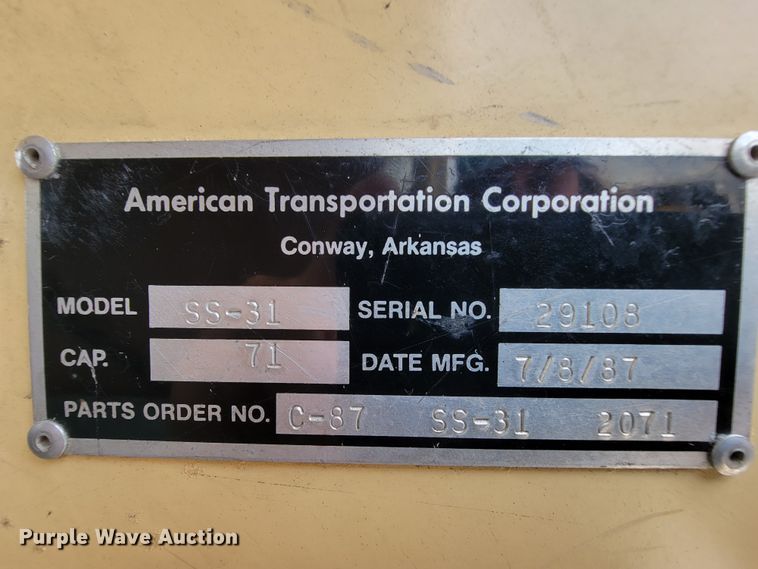 American Transportation Corporation
Conway, Arkansas
MODEL SS-31 SERIAL NO. 29108
CAP. 71 DATE MFG. 7/8/87
PARTS ORDER NO. C-87 SS-31 2071
Purple Wave Auction